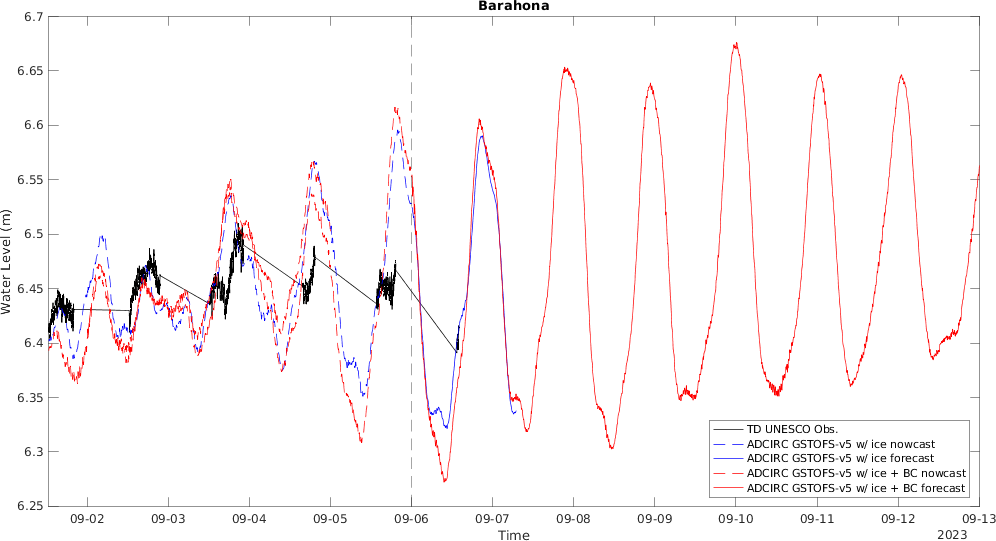 Barahona
6.7
6.65
6.6
6.55
6.5
6.45
6.4
6.35
6.3
6.25
Water Level (m)
TD UNESCO Obs.
ADCIRC GSTOFS-v5 w/ ice nowcast
ADCIRC GSTOFS-v5 w/ ice forecast
ADCIRC GSTOFS-v5 w/ ice + BC nowcast
ADCIRC GSTOFS-v5 w/ ice + BC forecast
09-02 09-03 09-04 09-05 09-06 09-07 09-08 09-09 09-10 09-11 09-12 09-13
Time
2023